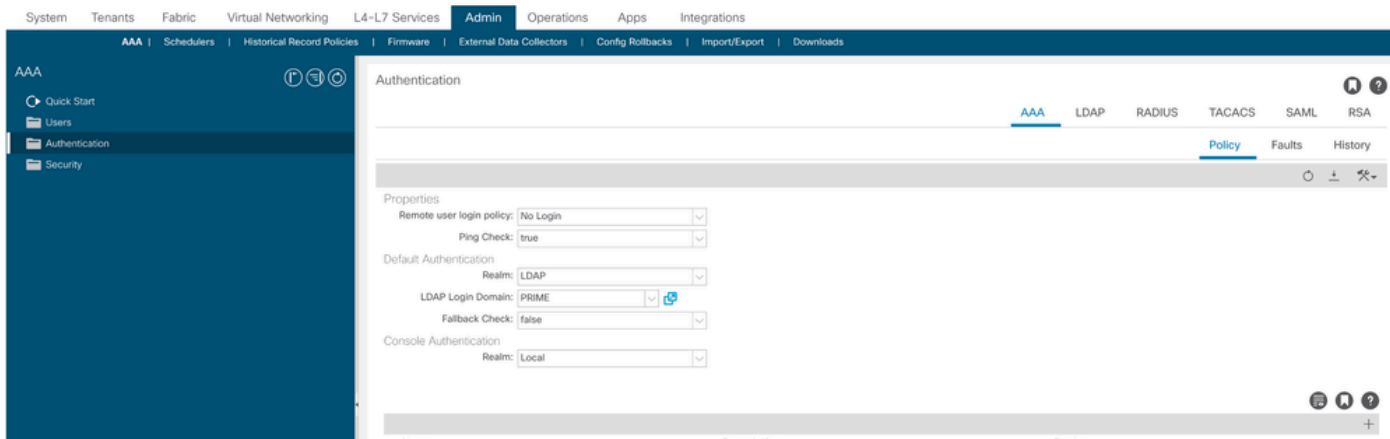 System Tenants Fabric Virtual Networking L4-L7 Services Admin Operations Apps Integrations
AAA | Schedulers | Historical Record Policies | Firmware | External Data Collectors | Config Rollbacks | Import/Export | Downloads
AAA
Quick Start
Users
Authentication
Security
Authentication
AAA LDAP RADIUS TACACS SAML RSA
Policy Faults History
Properties
Remote user login policy: No Login
Ping Check: true
Default Authentication
Realm: LDAP
LDAP Login Domain: PRIME
Fallback Check: false
Console Authentication
Realm: Local